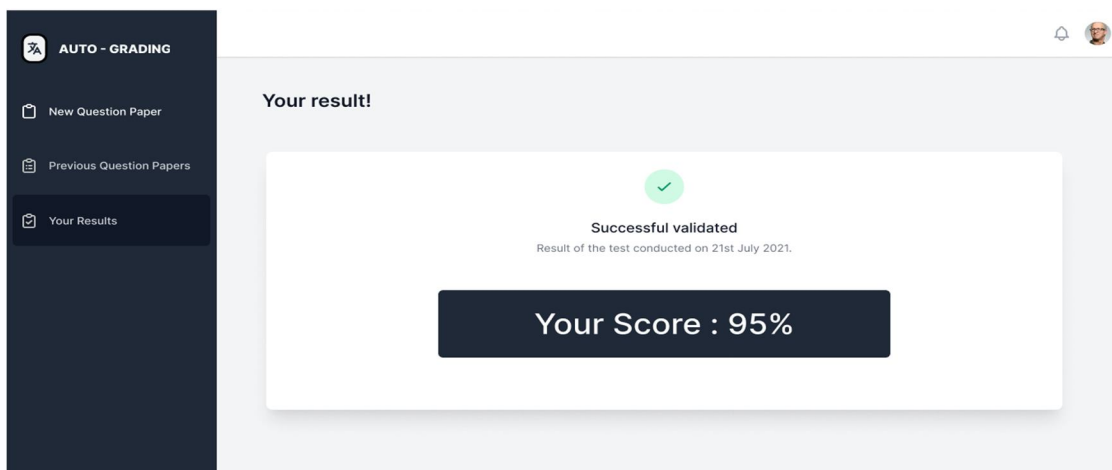 AUTO - GRADING
New Question Paper
Previous Question Papers
Your Results
Your result!
Successful validated
Result of the test conducted on 21st July 2021.
Your Score : 95%